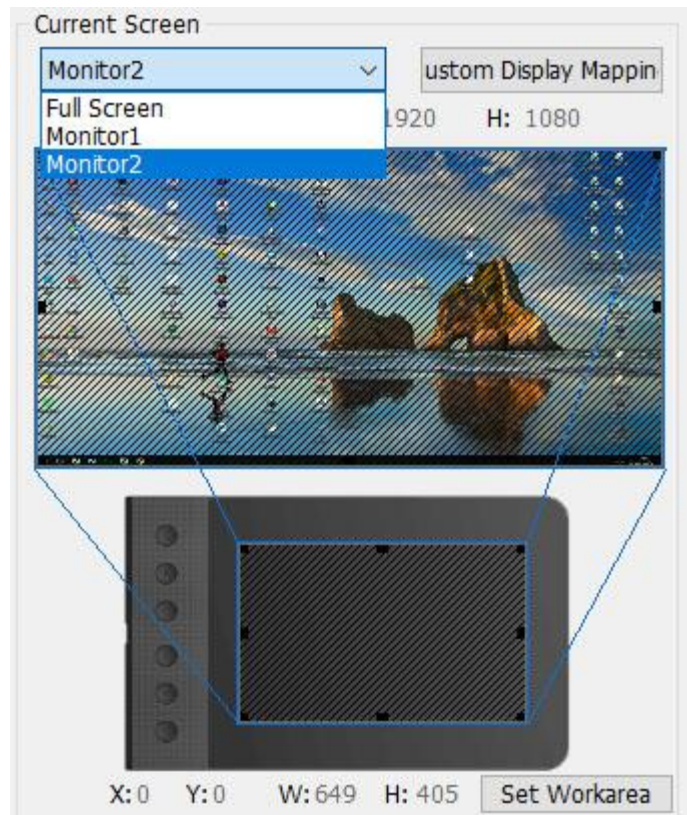 Current Screen
Monitor2
ustom Display Mappin
Full Screen
1920 H: 1080
Monitor1
Monitor2
X: 0 Y: 0 W: 649 H: 405 Set Workarea